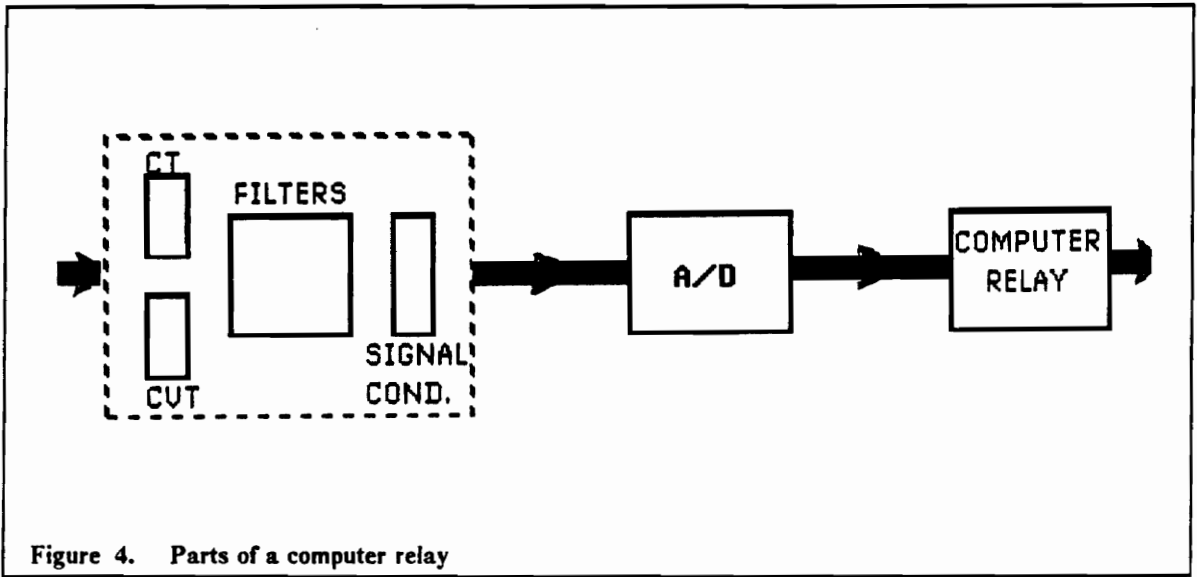 CT
FILTERS
CVT
SIGNAL
COND.
A/D
COMPUTER
RELAY
Figure 4. Parts of a computer relay